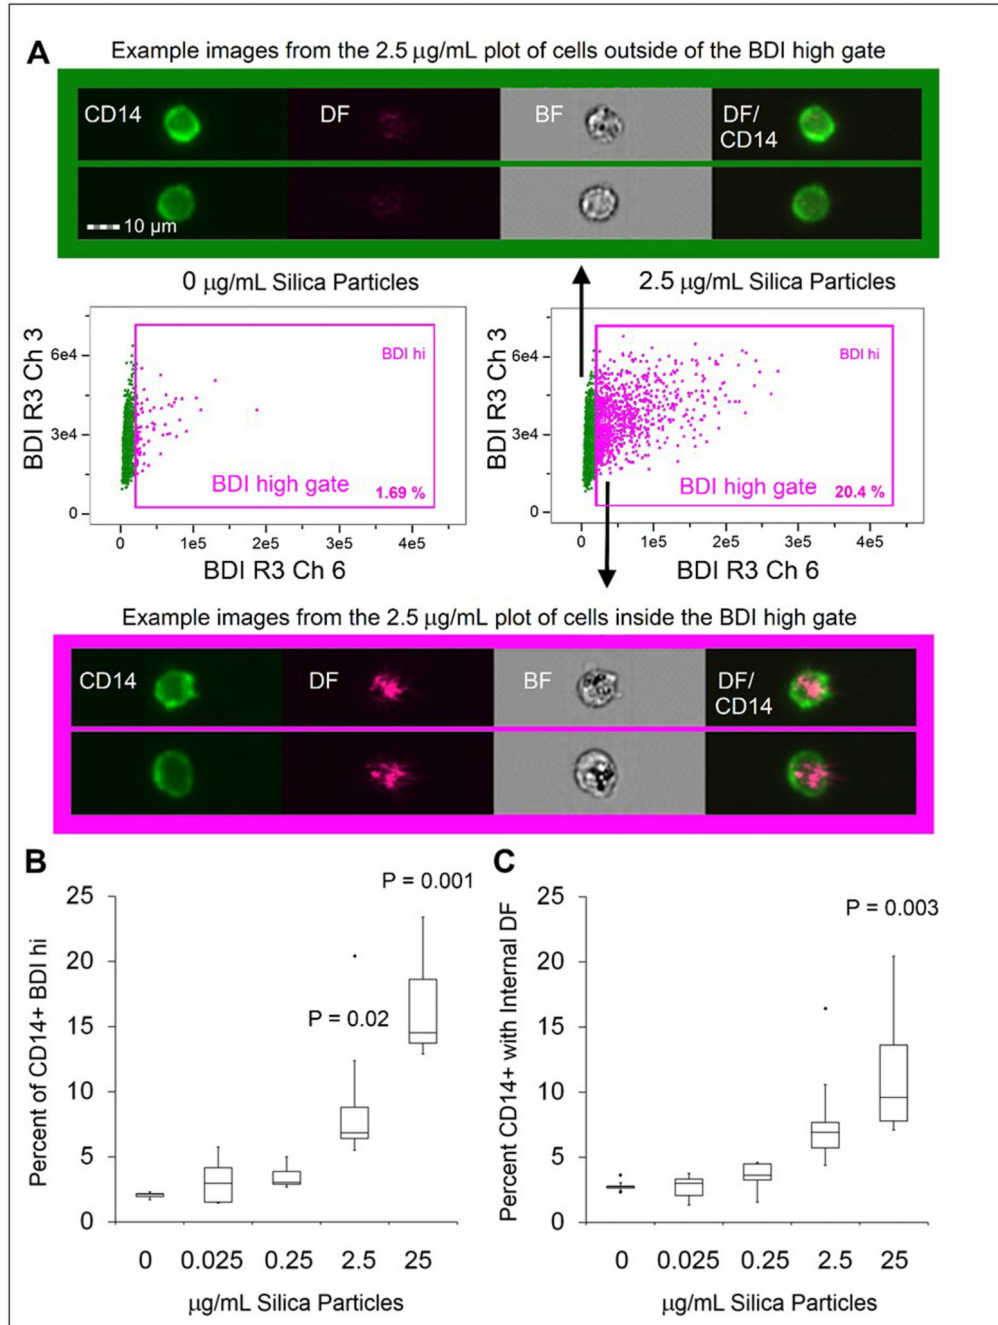 A
Example images from the 2.5 μg/mL plot of cells outside of the BDI high gate
CD14 DF BF DF/
CD14
10 μm
0 μg/mL Silica Particles
BDI R3 Ch 3
6e4
3e4
0
BDI hi
BDI high gate 1.69 %
0 1e5 2e5 3e5 4e5
BDI R3 Ch 6
2.5 μg/mL Silica Particles
BDI R3 Ch 3
6e4
3e4
0
BDI hi
BDI high gate 20.4 %
0 1e5 2e5 3e5 4e5
BDI R3 Ch 6
Example images from the 2.5 μg/mL plot of cells inside the BDI high gate
CD14 DF BF DF/
CD14
B
Percent of CD14+ BDI hi
25
20
15
10
5
0
P = 0.001
P = 0.02
0 0.025 0.25 2.5 25
μg/mL Silica Particles
C
Percent CD14+ with Internal DF
25
20
15
10
5
0
P = 0.003
0 0.025 0.25 2.5 25
μg/mL Silica Particles